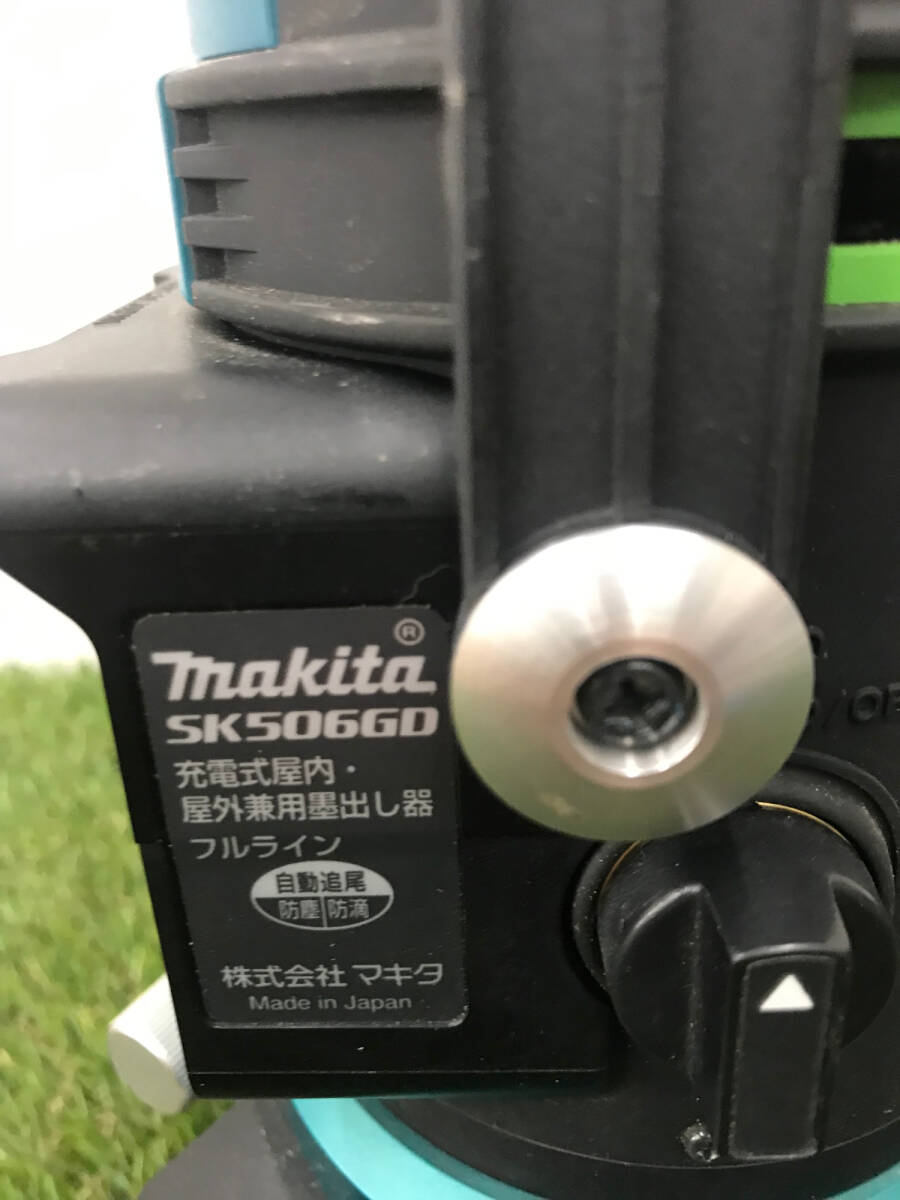 makita®
SK506GD
充電式屋内・
屋外兼用墨出し器
フルライン
自動追尾
防塵 防滴
株式会社 マキタ
Made in Japan